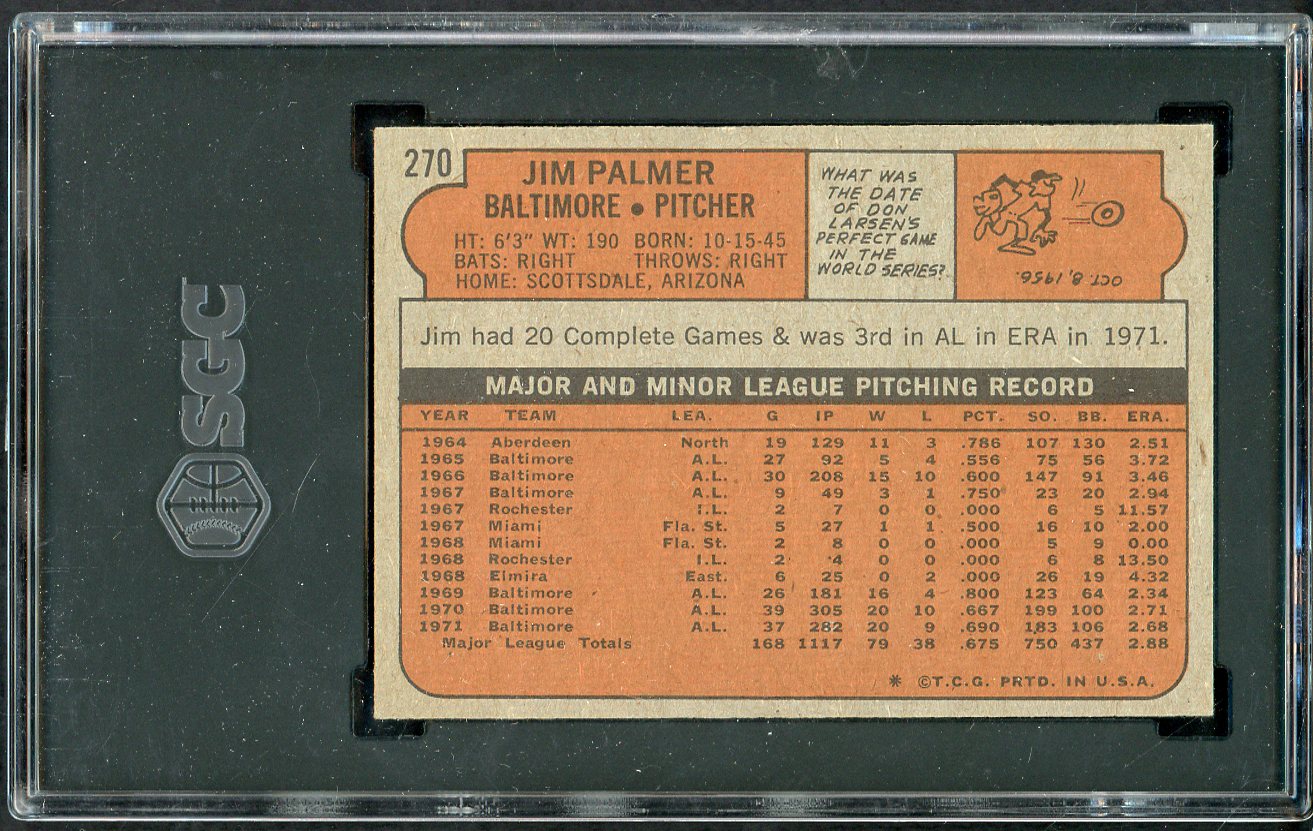 270
JIM PALMER
BALTIMORE • PITCHER
HT: 6'3" WT: 190 BORN: 10-15-45
BATS: RIGHT THROWS: RIGHT
HOME: SCOTTSDALE, ARIZONA
WHAT WAS
THE DATE
OF DON
LARSEN'S
PERFECT GAME
IN THE
WORLD SERIES?
OCT. 8, 1956.
Jim had 20 Complete Games & was 3rd in AL in ERA in 1971.
MAJOR AND MINOR LEAGUE PITCHING RECORD
YEAR TEAM LEA. G IP W L PCT. SO. BB. ERA.
1964 Aberdeen North 19 129 11 3 .786 107 130 2.51
1965 Baltimore A.L. 27 92 5 4 .556 75 56 3.72
1966 Baltimore A.L. 30 208 15 10 .600 147 91 3.46
1967 Baltimore A.L. 9 49 3 1 .750 23 20 2.94
1967 Rochester I.L. 2 7 0 0 .000 6 5 11.57
1967 Miami Fla. St. 5 27 1 1 .500 16 10 2.00
1968 Miami Fla. St. 2 8 0 0 .000 5 9 0.00
1968 Rochester I.L. 2 4 0 0 .000 6 8 13.50
1968 Elmira East. 6 25 0 2 .000 26 19 4.32
1969 Baltimore A.L. 26 181 16 4 .800 123 64 2.34
1970 Baltimore A.L. 39 305 20 10 .667 199 100 2.71
1971 Baltimore A.L. 37 282 20 9 .690 183 106 2.68
Major League Totals 168 1117 79 38 .675 750 437 2.88
* ©T.C.G. PRTD. IN U.S.A.
SGC